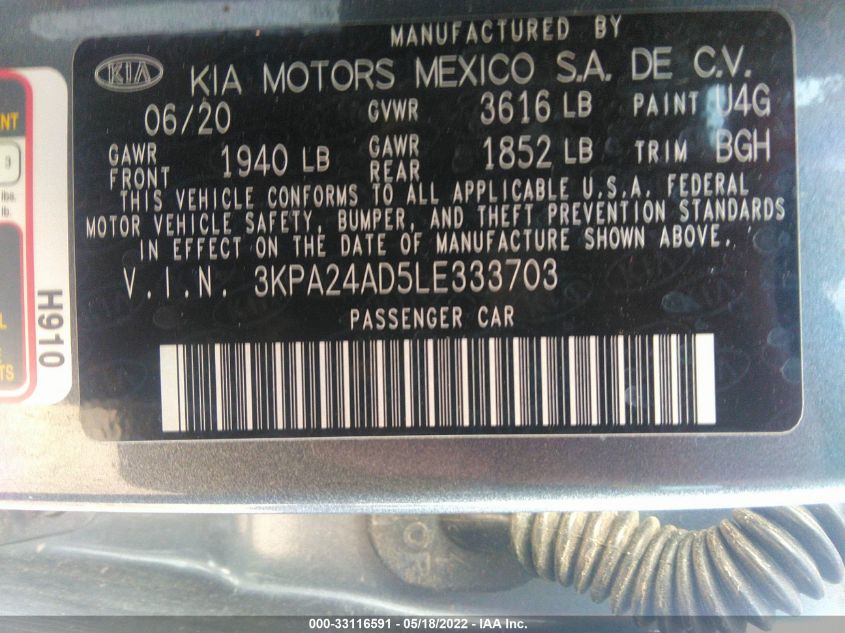 MANUFACTURED BY
KIA KIA MOTORS MEXICO S.A. DE C.V.
06/20 GVWR 3616 LB PAINT U4G
GAWR FRONT 1940 LB GAWR REAR 1852 LB TRIM BGH
THIS VEHICLE CONFORMS TO ALL APPLICABLE U.S.A. FEDERAL
MOTOR VEHICLE SAFETY, BUMPER, AND THEFT PREVENTION STANDARDS
IN EFFECT ON THE DATE OF MANUFACTURE SHOWN ABOVE.
V.I.N. 3KPA24AD5LE333703
PASSENGER CAR
H910
000-33116591 - 05/18/2022 - IAA Inc.